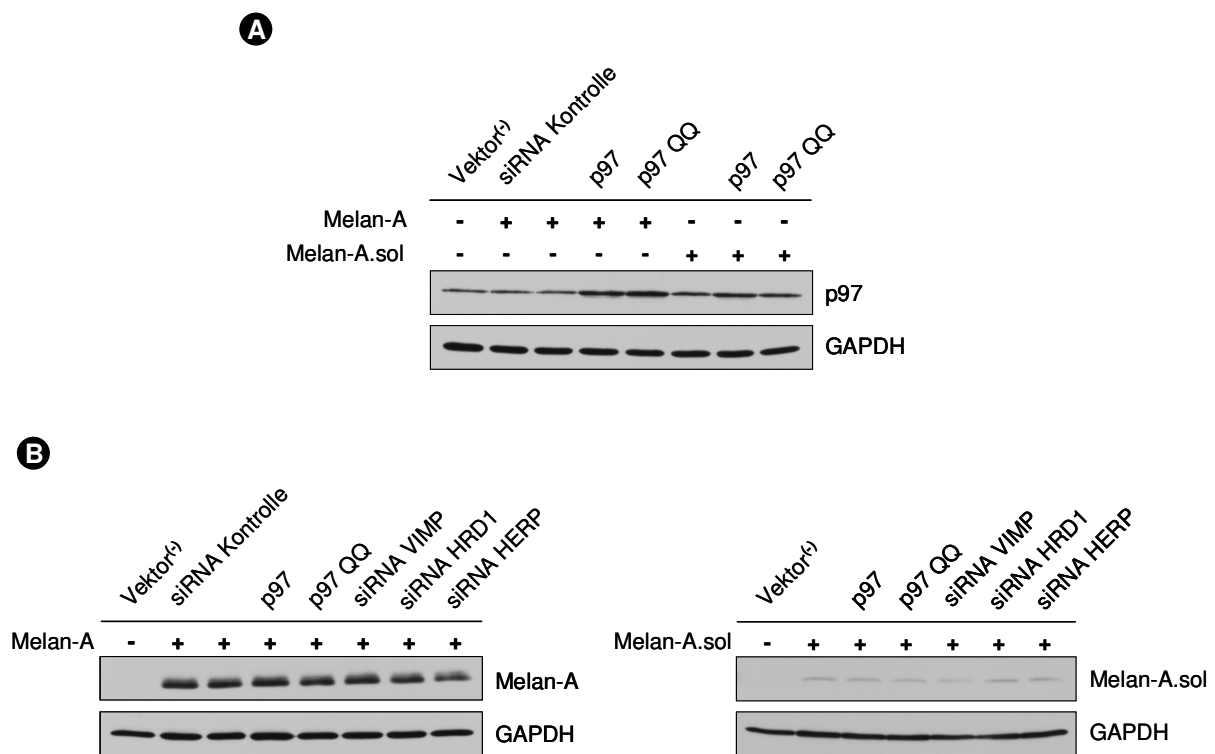 A
Vektor(-) siRNA Kontrolle p97 p97 QQ p97 p97 QQ
Melan-A - + + + + - - -
Melan-A.sol - - - - - + + +
p97
GAPDH
B
Vektor(-) siRNA Kontrolle p97 p97 QQ siRNA VIMP siRNA HRD1 siRNA HERP
Melan-A - + + + + + + +
Melan-A
GAPDH
Vektor(-) p97 p97 QQ siRNA VIMP siRNA HRD1 siRNA HERP
Melan-A.sol - + + + + + +
Melan-A.sol
GAPDH